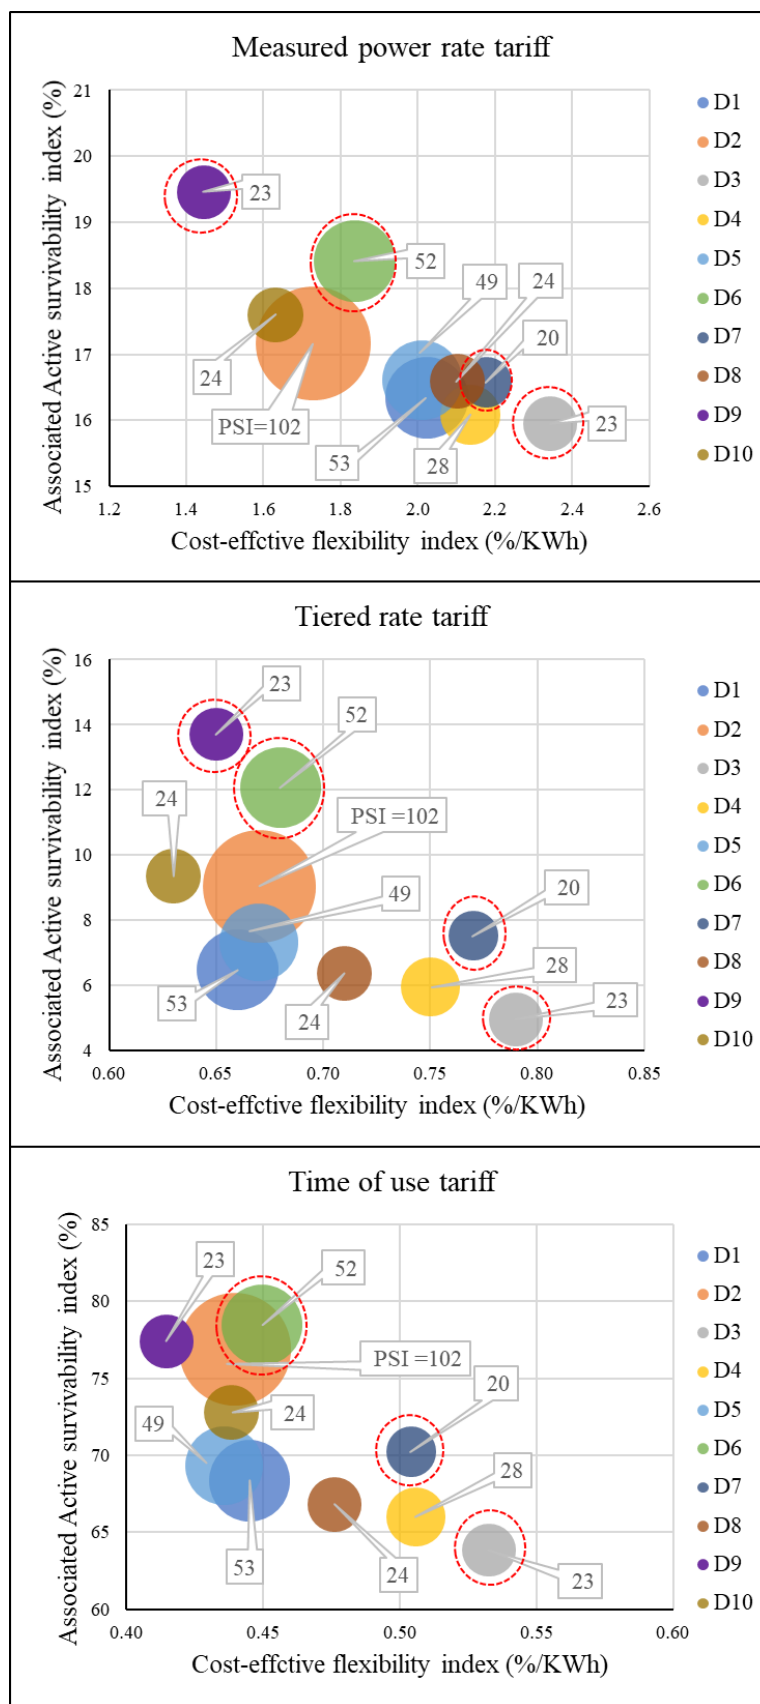 Measured power rate tariff
Associated Active survivability index (%)
21
20
19
18
17
16
15
1.2 1.4 1.6 1.8 2.0 2.2 2.4 2.6
Cost-effctive flexibility index (%/KWh)
23
52
49
24
20
24
PSI=102
53
28
23
D1
D2
D3
D4
D5
D6
D7
D8
D9
D10
Tiered rate tariff
Associated Active survivability index (%)
16
14
12
10
8
6
4
0.60 0.65 0.70 0.75 0.80 0.85
Cost-effctive flexibility index (%/KWh)
23
52
24
PSI =102
49
20
53
24
28
23
D1
D2
D3
D4
D5
D6
D7
D8
D9
D10
Time of use tariff
Associated Active survivability index (%)
85
80
75
70
65
60
0.40 0.45 0.50 0.55 0.60
Cost-effctive flexibility index (%/KWh)
23
52
PSI =102
20
24
49
28
53
24
23
D1
D2
D3
D4
D5
D6
D7
D8
D9
D10